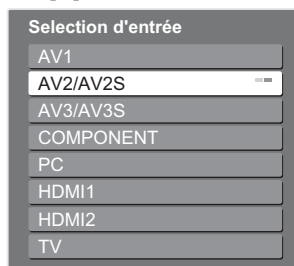 Selection d'entrée
AV1
AV2/AV2S
AV3/AV3S
COMPONENT
PC
HDMI1
HDMI2
TV